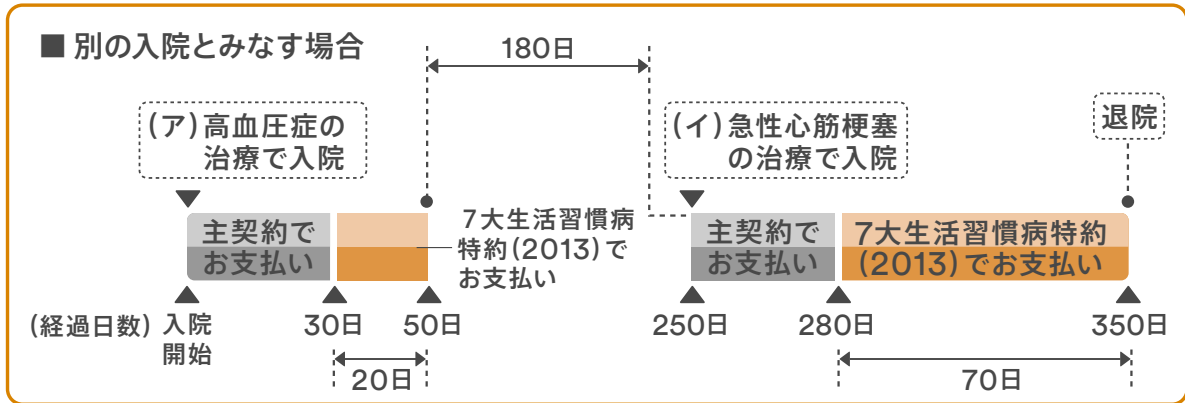 ■ 別の入院とみなす場合
180日
(ア)高血圧症の
治療で入院
(イ)急性心筋梗塞
の治療で入院
退院
主契約で
お支払い
7大生活習慣病
特約(2013)で
お支払い
主契約で
お支払い
7大生活習慣病特約
(2013)でお支払い
(経過日数)
入院
開始
30日
50日
250日
280日
350日
20日
70日